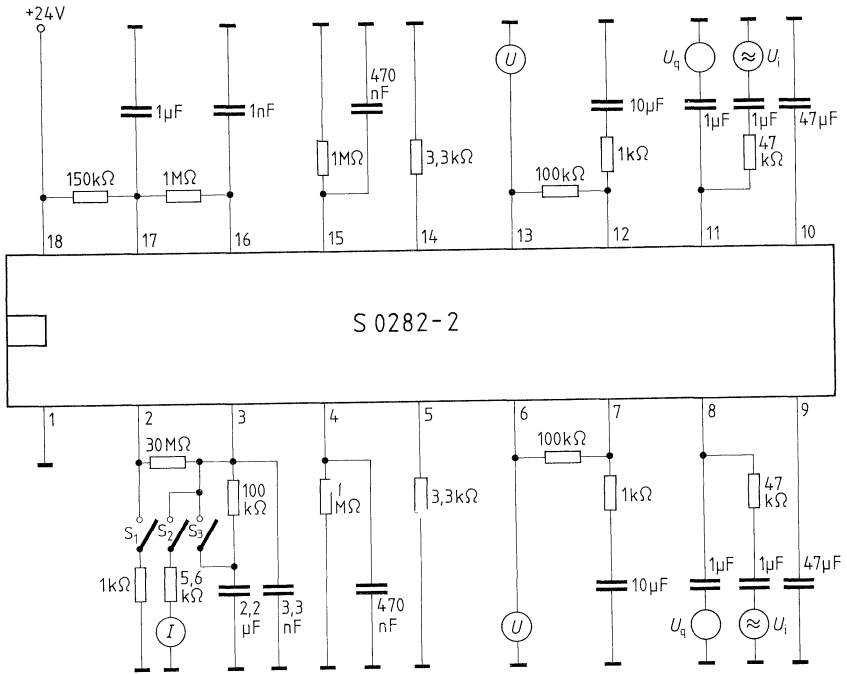 +24V
150kΩ
1µF
1MΩ
1nF
1MΩ
470
nF
3,3kΩ
U
100kΩ
10µF
1kΩ
Uq
1µF
Ui
1µF
47
kΩ
47µF
18
17
16
15
14
13
12
11
10
S 0282-2
1
2
3
4
5
6
7
8
9
30MΩ
S1
S2
S3
1kΩ
5,6
kΩ
I
100
kΩ
2,2
µF
3,3
nF
1
MΩ
470
nF
3,3kΩ
U
100kΩ
1kΩ
10µF
1µF
Uq
47
kΩ
1µF
Ui
47µF